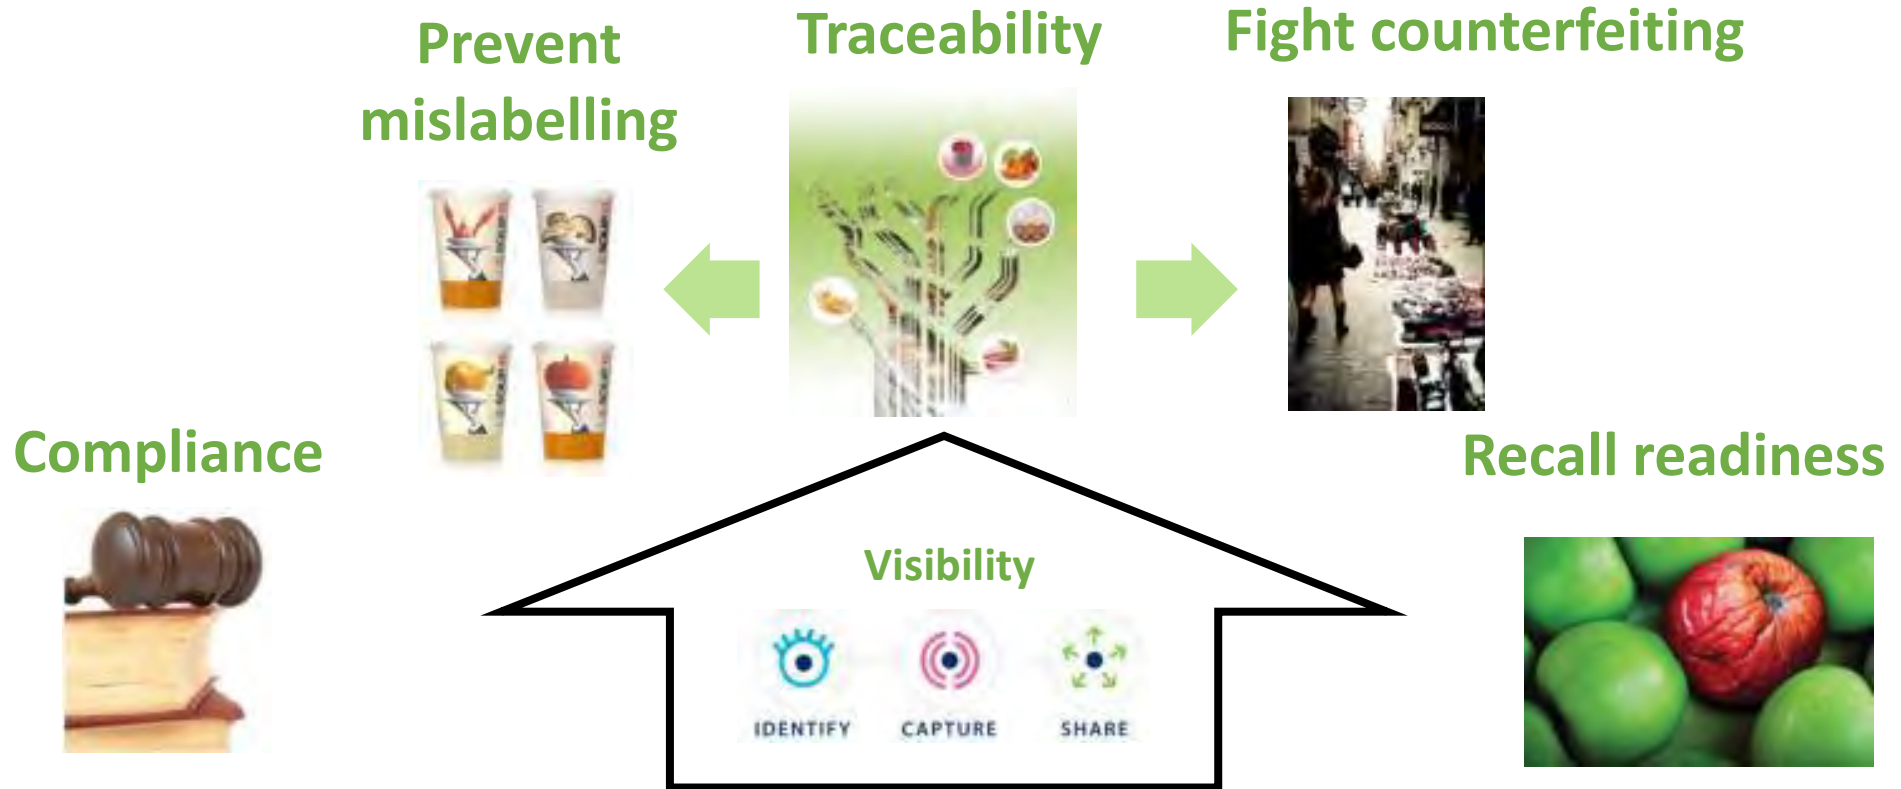 Prevent
mislabelling
Traceability
Fight counterfeiting
Compliance
Recall readiness
Visibility
IDENTIFY CAPTURE SHARE